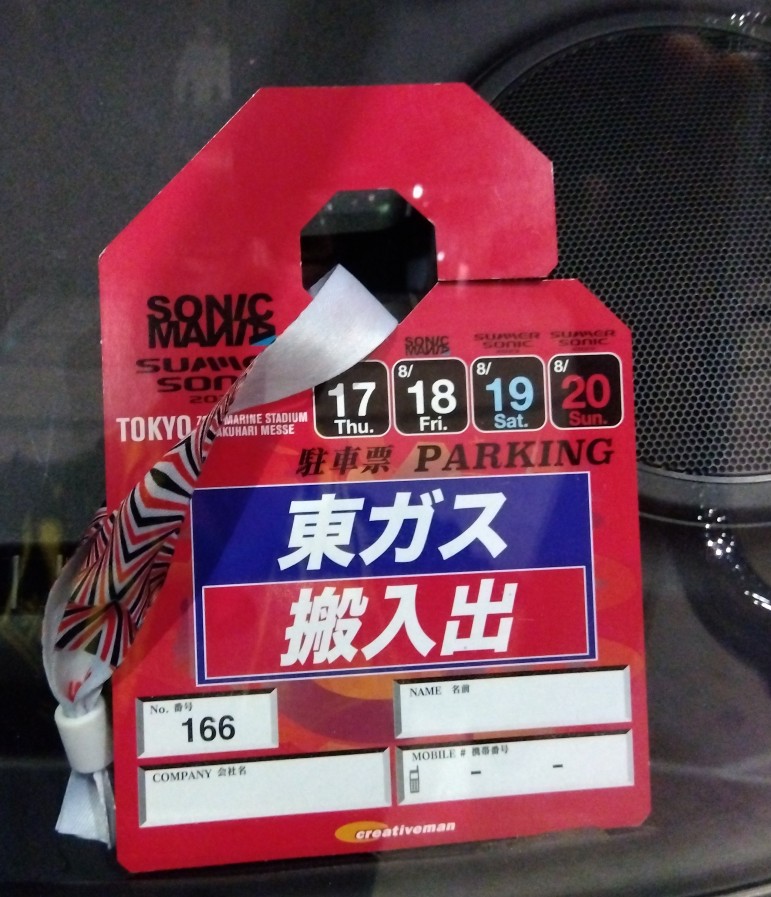 SONIC
MANIA
SUMMER
SONIC
TOKYO
MARINE STADIUM
MAKUHARI MESSE
17
Thu.
SONIC
MANIA
8/
18
Fri.
SUMMER
SONIC
8/
19
Sat.
SUMMER
SONIC
8/
20
Sun.
駐車票 PARKING
東ガス
搬入出
No. 番号
166
NAME 名前
COMPANY 会社名
MOBILE # 携帯番号
- -
creativeman